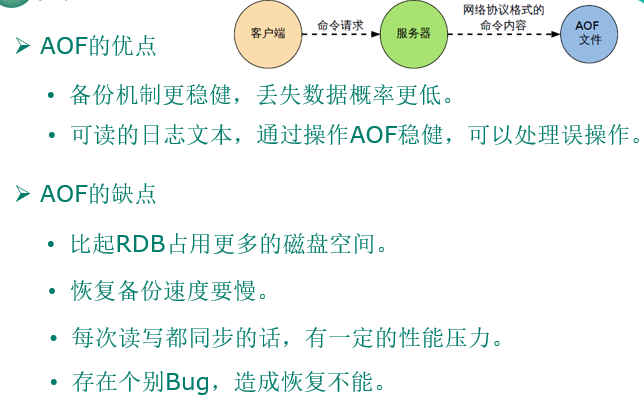 客户端
命令请求
服务器
网络协议格式的
命令内容
AOF
文件
➢ AOF的优点
• 备份机制更稳健，丢失数据概率更低。
• 可读的日志文本，通过操作AOF稳健，可以处理误操作。
➢ AOF的缺点
• 比起RDB占用更多的磁盘空间。
• 恢复备份速度要慢。
• 每次读写都同步的话，有一定的性能压力。
• 存在个别Bug，造成恢复不能。